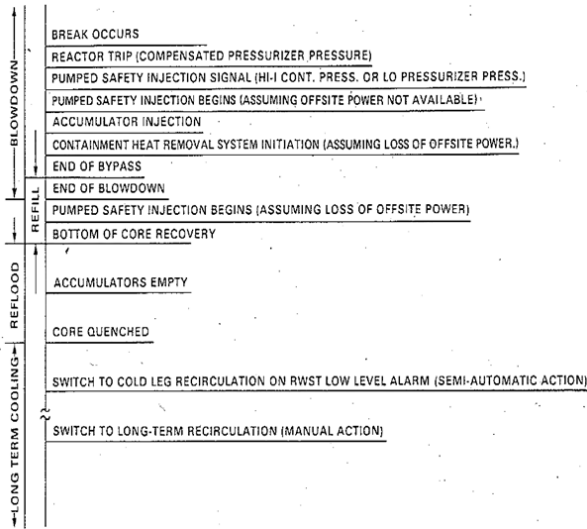 BREAK OCCURS
REACTOR TRIP (COMPENSATED PRESSURIZER PRESSURE)
PUMPED SAFETY INJECTION SIGNAL (HI-I CONT. PRESS. OR LO PRESSURIZER PRESS.)
PUMPED SAFETY INJECTION BEGINS (ASSUMING OFFSITE POWER NOT AVAILABLE)
ACCUMULATOR INJECTION
CONTAINMENT HEAT REMOVAL SYSTEM INITIATION (ASSUMING LOSS OF OFFSITE POWER.)
END OF BYPASS
END OF BLOWDOWN
PUMPED SAFETY INJECTION BEGINS (ASSUMING LOSS OF OFFSITE POWER)
BOTTOM OF CORE RECOVERY
ACCUMULATORS EMPTY
CORE QUENCHED
SWITCH TO COLD LEG RECIRCULATION ON RWST LOW LEVEL ALARM (SEMI-AUTOMATIC ACTION)
SWITCH TO LONG-TERM RECIRCULATION (MANUAL ACTION)
BLOWDOWN
REFILL
REFLOOD
LONG TERM COOLING